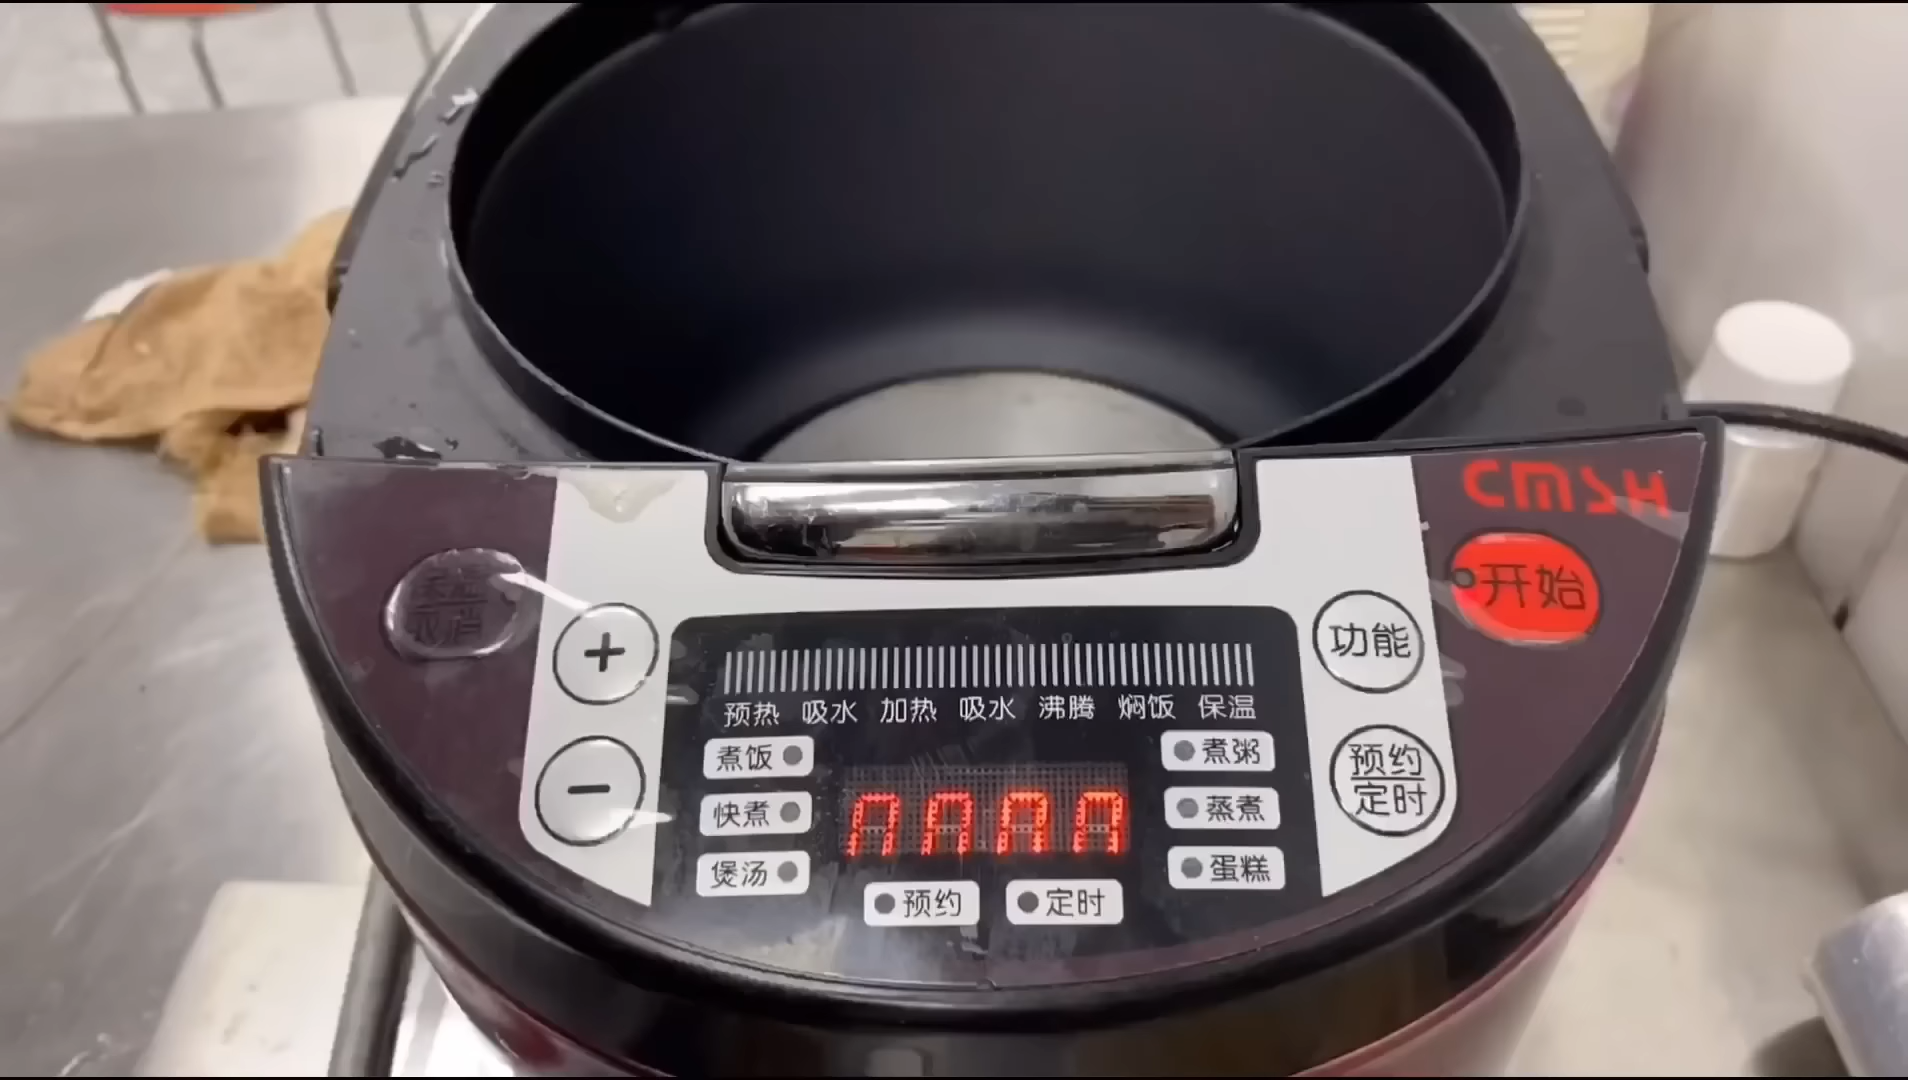 CMSH
开始
功能
预热 吸水 加热 吸水 沸腾 焖饭 保温
煮饭
煮粥
预约
定时
快煮
蒸煮
煲汤
蛋糕
预约
定时